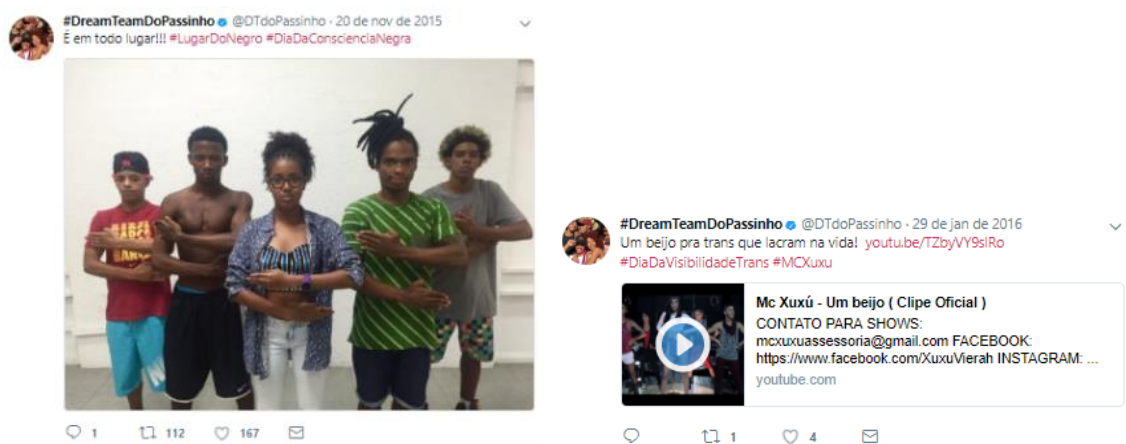 #DreamTeamDoPassinho @DTdoPassinho · 20 de nov de 2015
É em todo lugar!!! #LugarDoNegro #DiaDaConscienciaNegra
1 112 167
#DreamTeamDoPassinho @DTdoPassinho · 29 de jan de 2016
Um beijo pra trans que lacram na vida! youtu.be/TZbyVY9slRo
#DiaDaVisibilidadeTrans #MCXuxu
Mc Xuxú - Um beijo ( Clipe Oficial )
CONTATO PARA SHOWS:
mcxuxuassessoria@gmail.com FACEBOOK:
https://www.facebook.com/XuxuVierah INSTAGRAM: ...
youtube.com
1 4